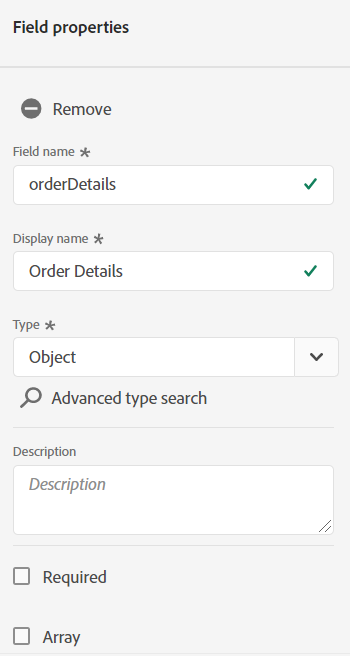 Field properties
Remove
Field name *
orderDetails
Display name *
Order Details
Type *
Object
Advanced type search
Description
Description
Required
Array